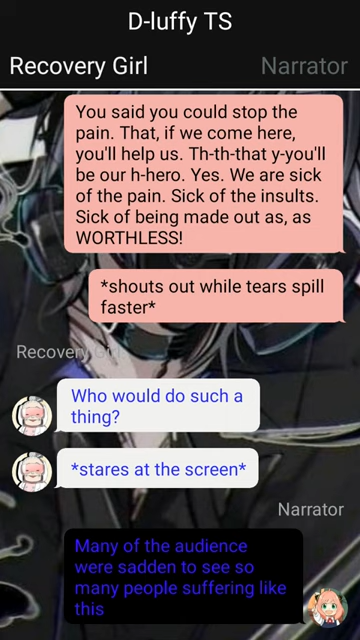 D-luffy TS
Recovery Girl
Narrator
You said you could stop the
pain. That, if we come here,
you'll help us. Th-th-that y-you'll
be our h-hero. Yes. We are sick
of the pain. Sick of the insults.
Sick of being made out as, as
WORTHLESS!
*shouts out while tears spill
faster*
Recovery Girl
Who would do such a
thing?
*stares at the screen*
Narrator
Many of the audience
were sadden to see so
many people suffering like
this